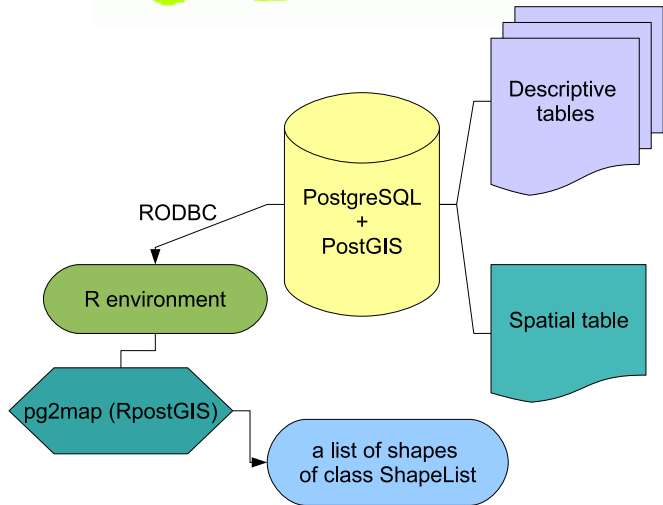 Descriptive
tables
RODBC
PostgreSQL
+
PostGIS
R environment
Spatial table
pg2map (RpostGIS)
a list of shapes
of class ShapeList